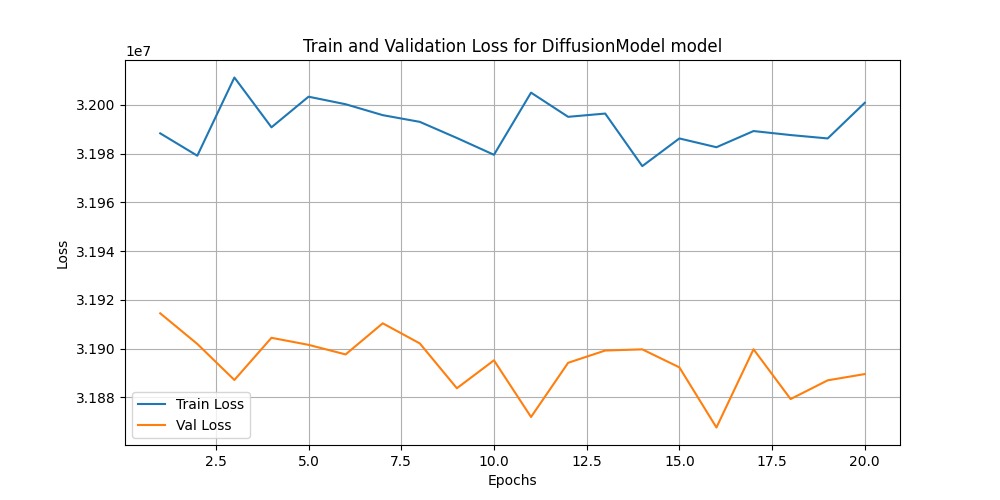 Train and Validation Loss for DiffusionModel model
1e7
3.200
3.198
3.196
3.194
3.192
3.190
3.188
Loss
Train Loss
Val Loss
2.5 5.0 7.5 10.0 12.5 15.0 17.5 20.0
Epochs